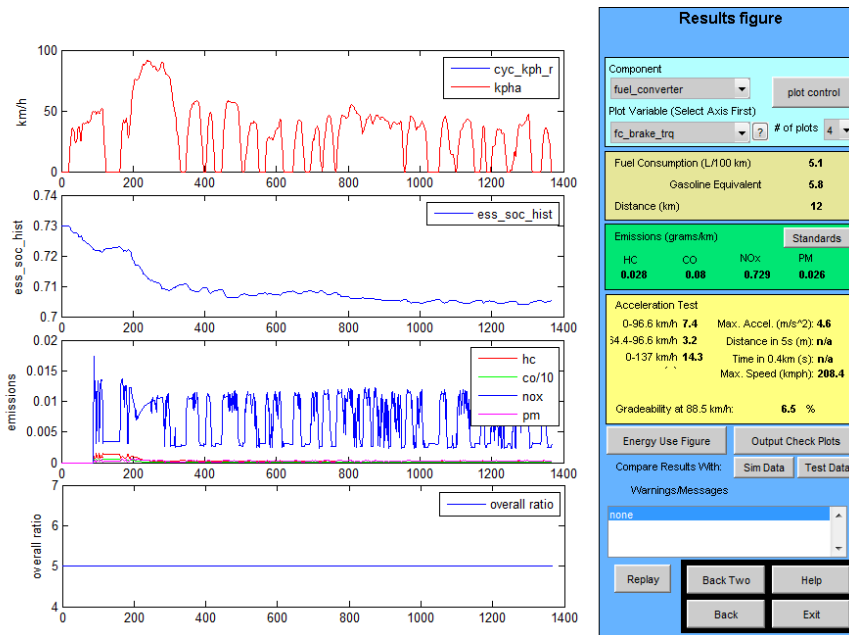 100
50
0
km/h
cyc_kph_r
kpha
0 200 400 600 800 1000 1200 1400
0.74
0.73
0.72
0.71
0.7
ess_soc_hist
ess_soc_hist
0 200 400 600 800 1000 1200 1400
0.02
0.015
0.01
0.005
0
emissions
hc
co/10
nox
pm
0 200 400 600 800 1000 1200 1400
7
6
5
4
overall ratio
overall ratio
0 200 400 600 800 1000 1200 1400
Results figure
Component
fuel_converter
plot control
Plot Variable (Select Axis First)
fc_brake_trq ? # of plots 4
Fuel Consumption (L/100 km) 5.1
Gasoline Equivalent 5.8
Distance (km) 12
Emissions (grams/km) Standards
HC CO NOx PM
0.028 0.08 0.729 0.026
Acceleration Test
0-96.6 km/h 7.4 Max. Accel. (m/s^2): 4.6
64.4-96.6 km/h 3.2 Distance in 5s (m): n/a
0-137 km/h 14.3 Time in 0.4km (s): n/a
Max. Speed (kmph): 208.4
Gradeability at 88.5 km/h: 6.5 %
Energy Use Figure Output Check Plots
Compare Results With: Sim Data Test Data
Warnings/Messages
none
Replay Back Two Help
Back Exit